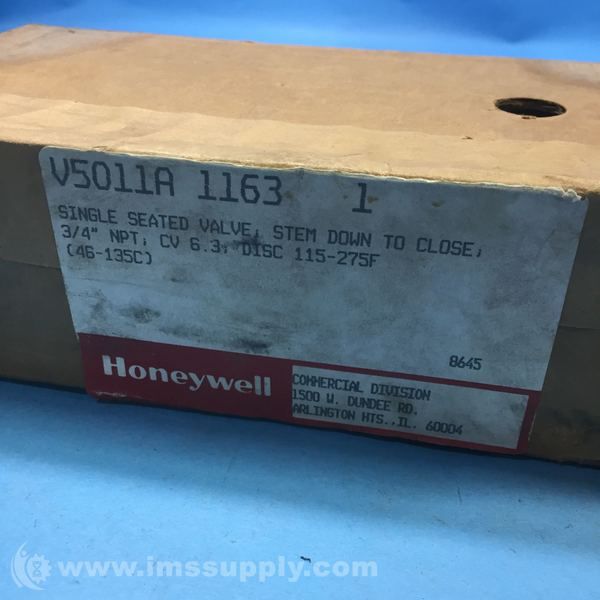 V5011A 1163 1
SINGLE SEATED VALVE; STEM DOWN TO CLOSE;
3/4" NPT; CV 6.3; DISC 115-275F
(46-135C)
8645
Honeywell
COMMERCIAL DIVISION
1500 W. DUNDEE RD.
ARLINGTON HTS.,IL. 60004
www.imssupply.com/